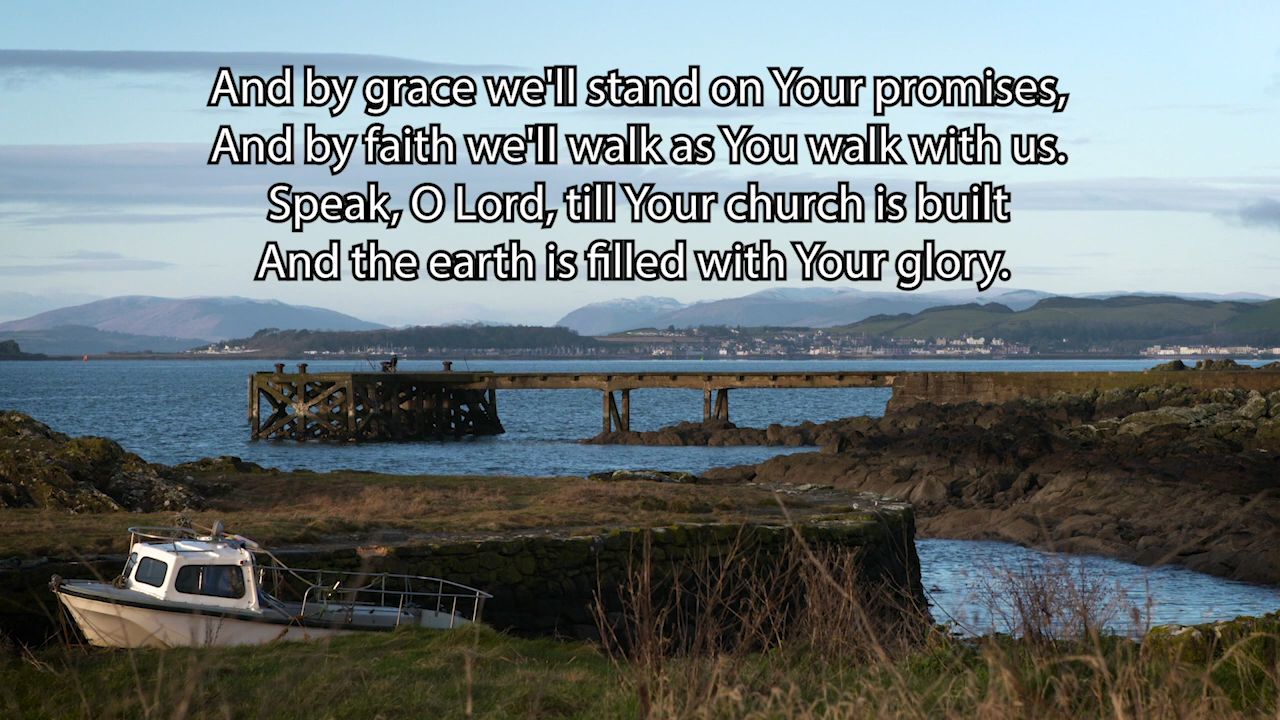 And by grace we'll stand on Your promises,
And by faith we'll walk as You walk with us.
Speak, O Lord, till Your church is built
And the earth is filled with Your glory.